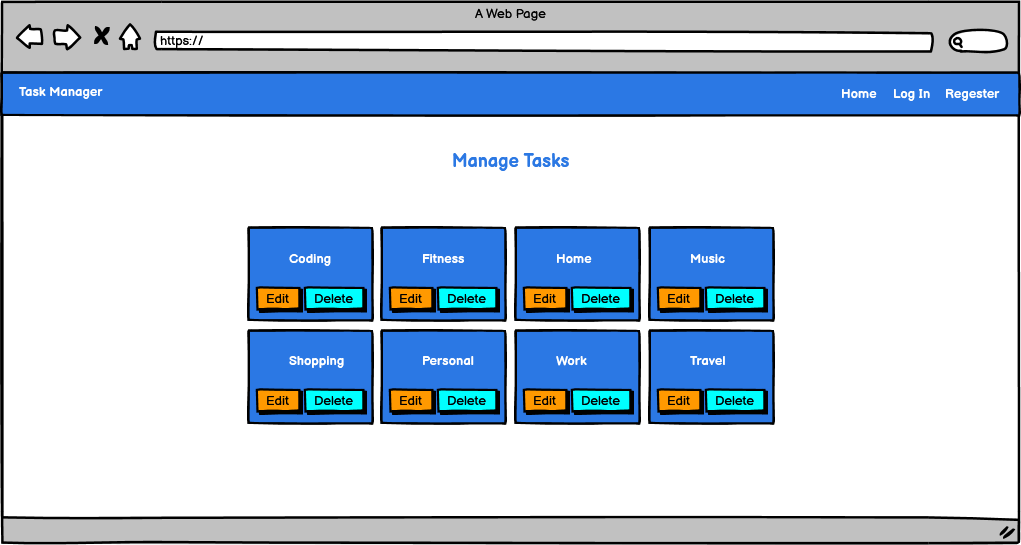 A Web Page
https://
Task Manager Home Log In Regester
Manage Tasks
Coding Fitness Home Music
Edit Delete Edit Delete Edit Delete Edit Delete
Shopping Personal Work Travel
Edit Delete Edit Delete Edit Delete Edit Delete